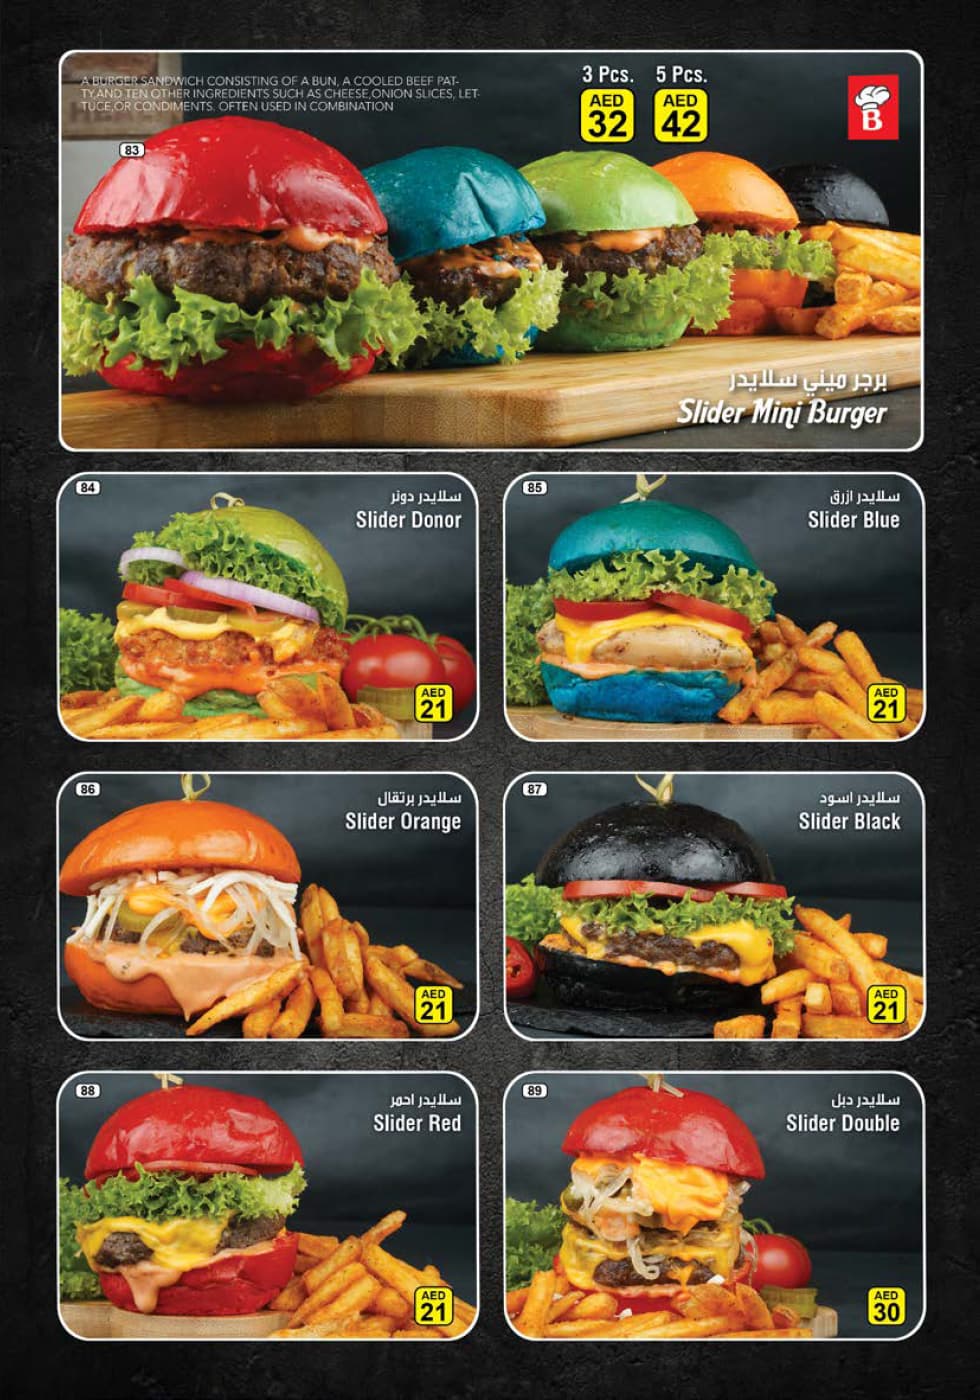 A BURGER SANDWICH CONSISTING OF A BUN, A COOLED BEEF PAT-
TY,AND TEN OTHER INGREDIENTS SUCH AS CHEESE,ONION SLICES, LET-
TUCE,OR CONDIMENTS. OFTEN USED IN COMBINATION
3 Pcs. 5 Pcs.
AED 32 AED 42
B
83
برجر ميني سلايدر
Slider Mini Burger
84
سلايدر دونر
Slider Donor
AED
21
85
سلايدر ازرق
Slider Blue
AED
21
86
سلايدر برتقال
Slider Orange
AED
21
87
سلايدر اسود
Slider Black
AED
21
88
سلايدر احمر
Slider Red
AED
21
89
سلايدر دبل
Slider Double
AED
30